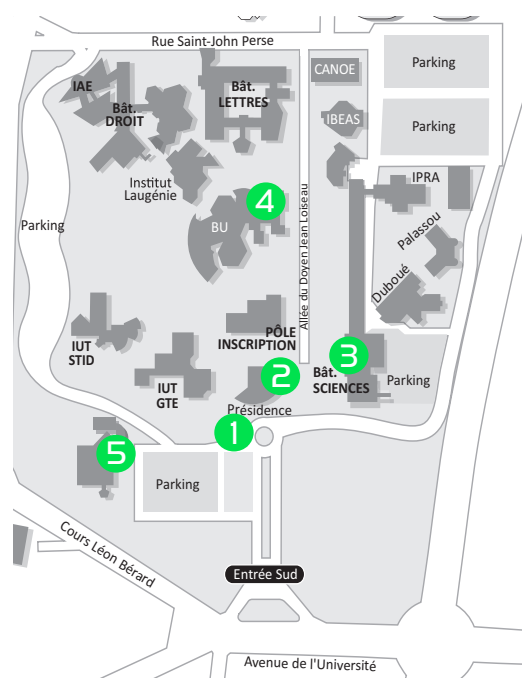 Rue Saint-John Perse
IAE
Bât.
DROIT
Bât.
LETTRES
CANOE
Parking
IBEAS
Parking
Institut
Laugénie
IPRA
4
BU
Parking
Allée du Doyen Jean Loiseau
Palassou
Duboué
IUT
STID
PÔLE
INSCRIPTION
3
IUT
GTE
2
Bât.
SCIENCES
Parking
Présidence
1
5
Parking
Cours Léon Bérard
Entrée Sud
Avenue de l'Université